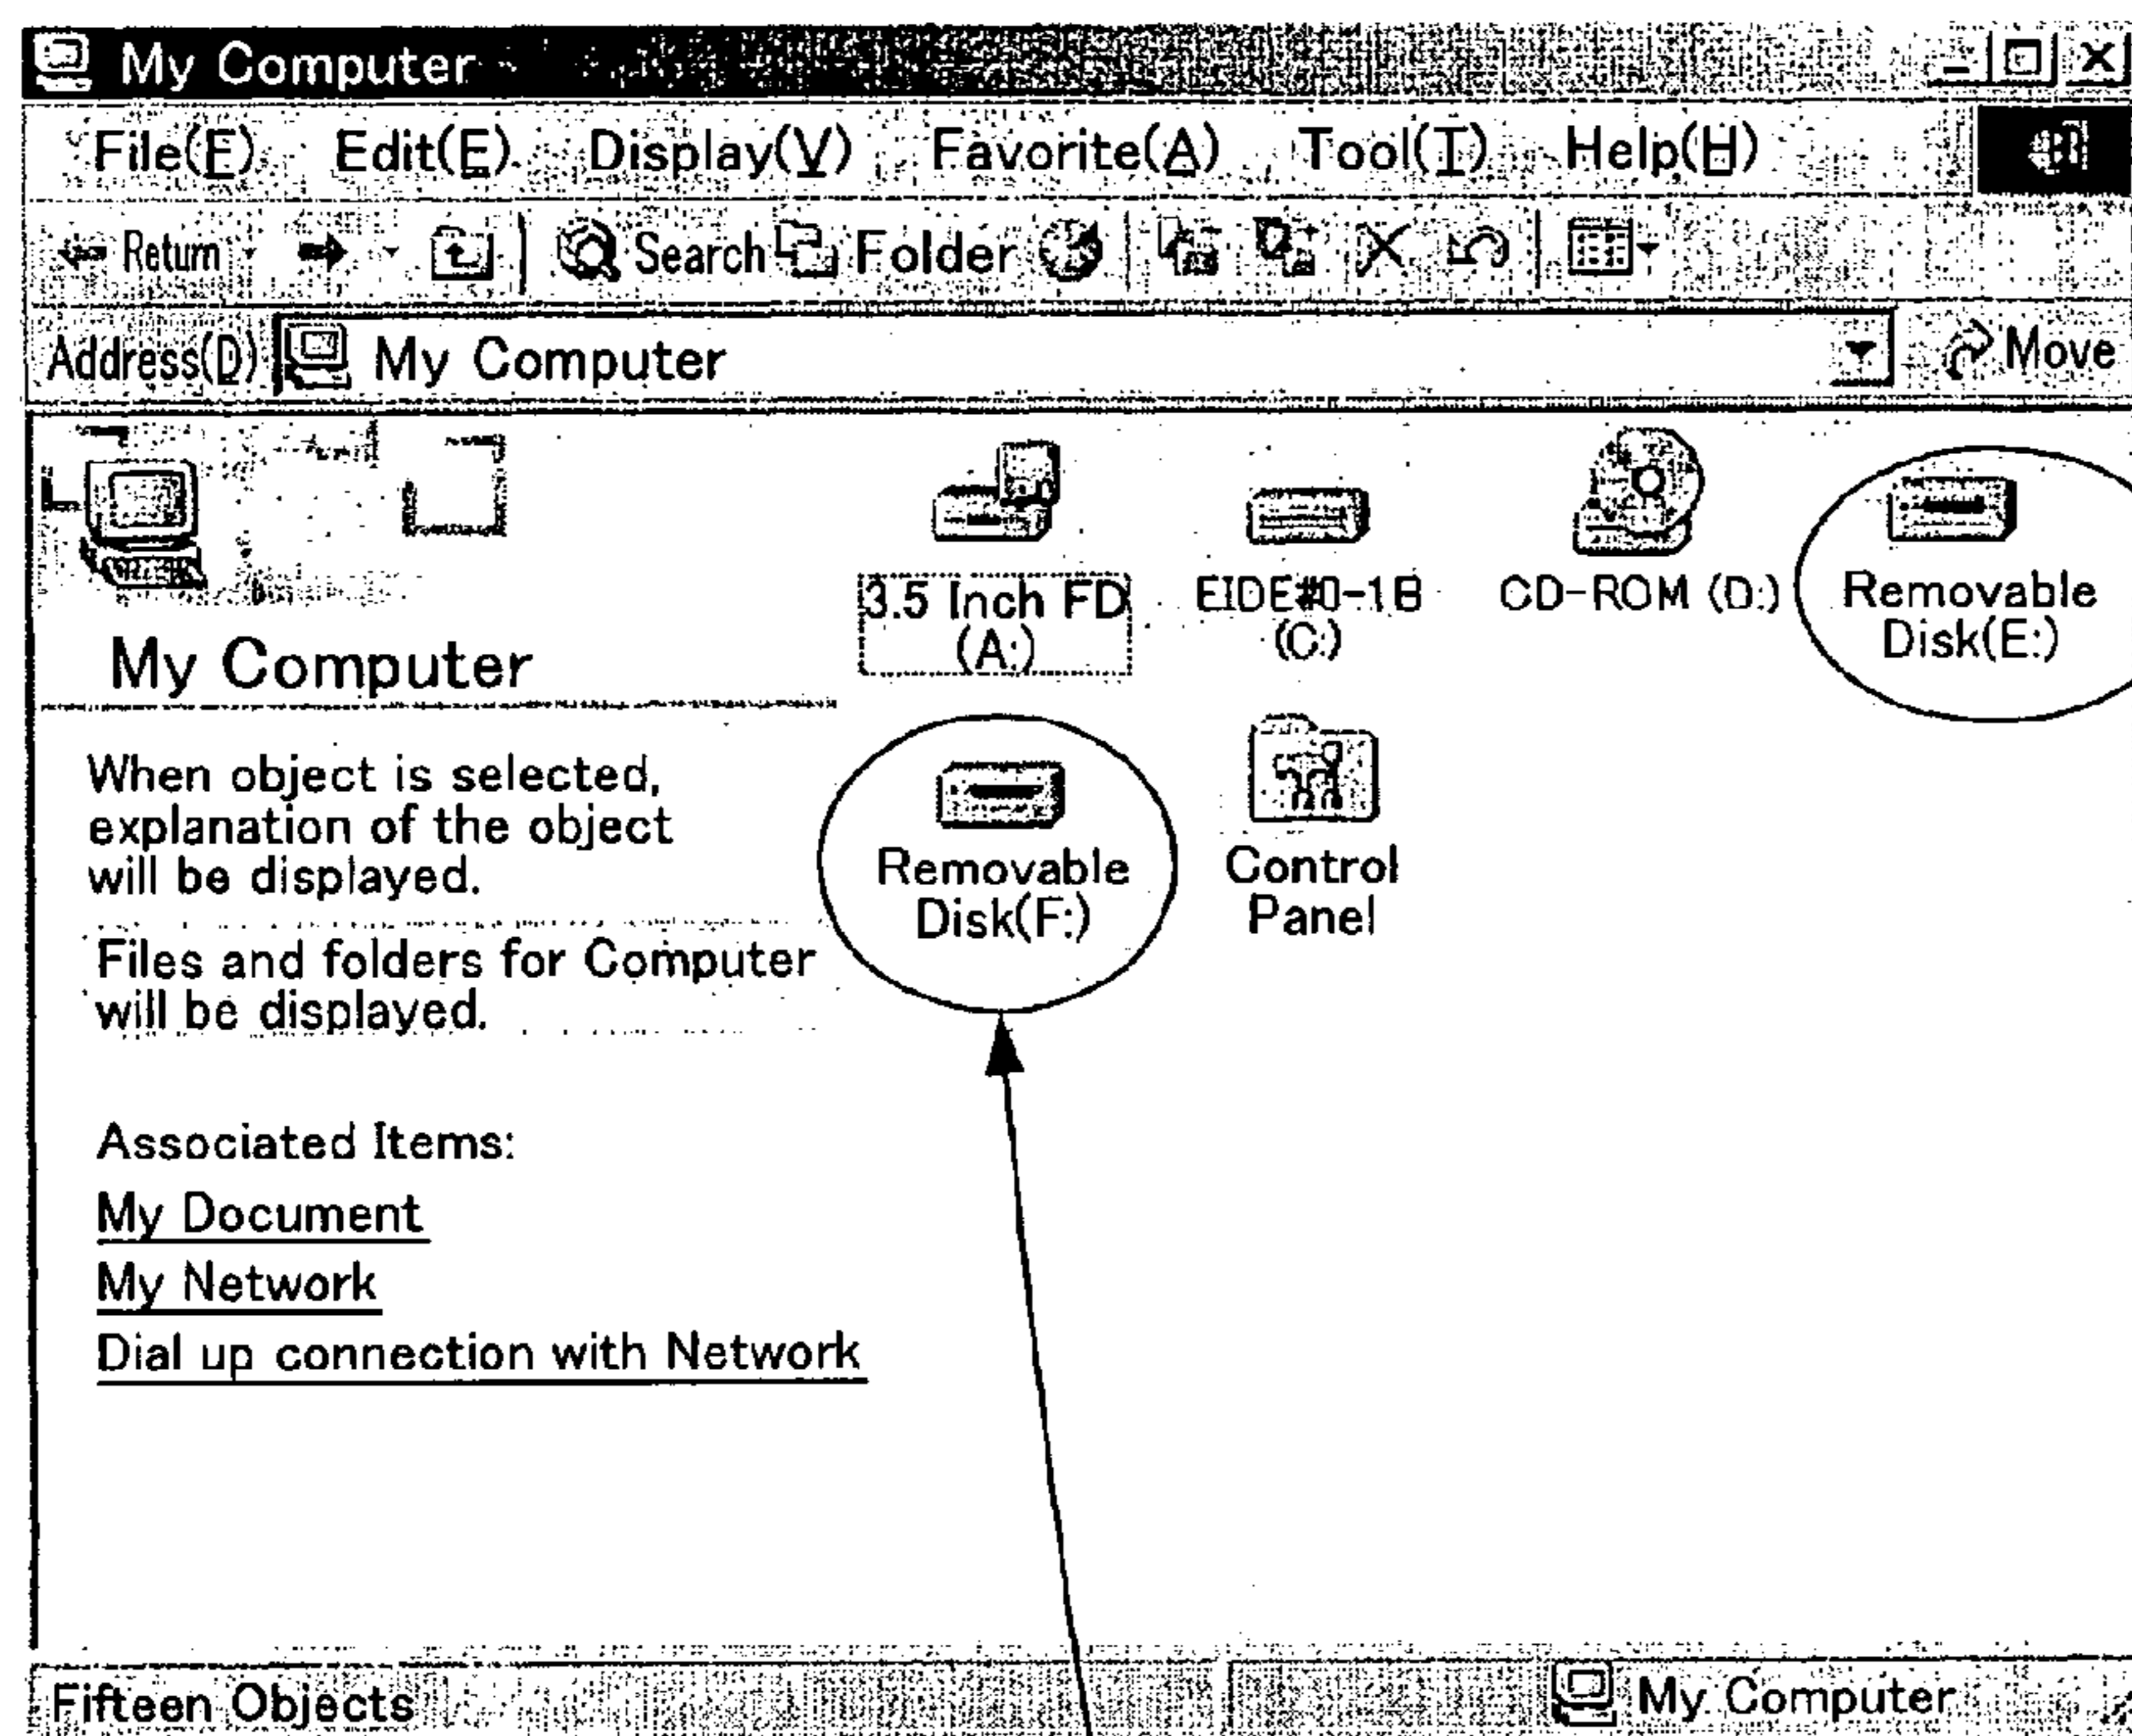 My Computer
File(F) Edit(E) Display(V) Favorite(A) Tool(T) Help(H)
Return Search Folder
Address(D) My Computer Move
3.5 Inch FD
(A:)
EIDE#0-1B
(C:)
CD-ROM (D:)
Removable
Disk(E:)
My Computer
When object is selected,
explanation of the object
will be displayed.
Files and folders for Computer
will be displayed.
Removable
Disk(F:)
Control
Panel
Associated Items:
My Document
My Network
Dial up connection with Network
Fifteen Objects My Computer